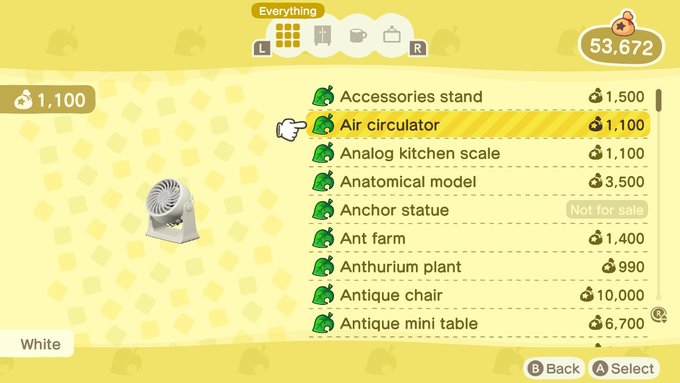 Everything
L
R
53,672
1,100
Accessories stand 1,500
Air circulator 1,100
Analog kitchen scale 1,100
Anatomical model 3,500
Anchor statue Not for sale
Ant farm 1,400
Anthurium plant 990
Antique chair 10,000
Antique mini table 6,700
R
White
B Back A Select